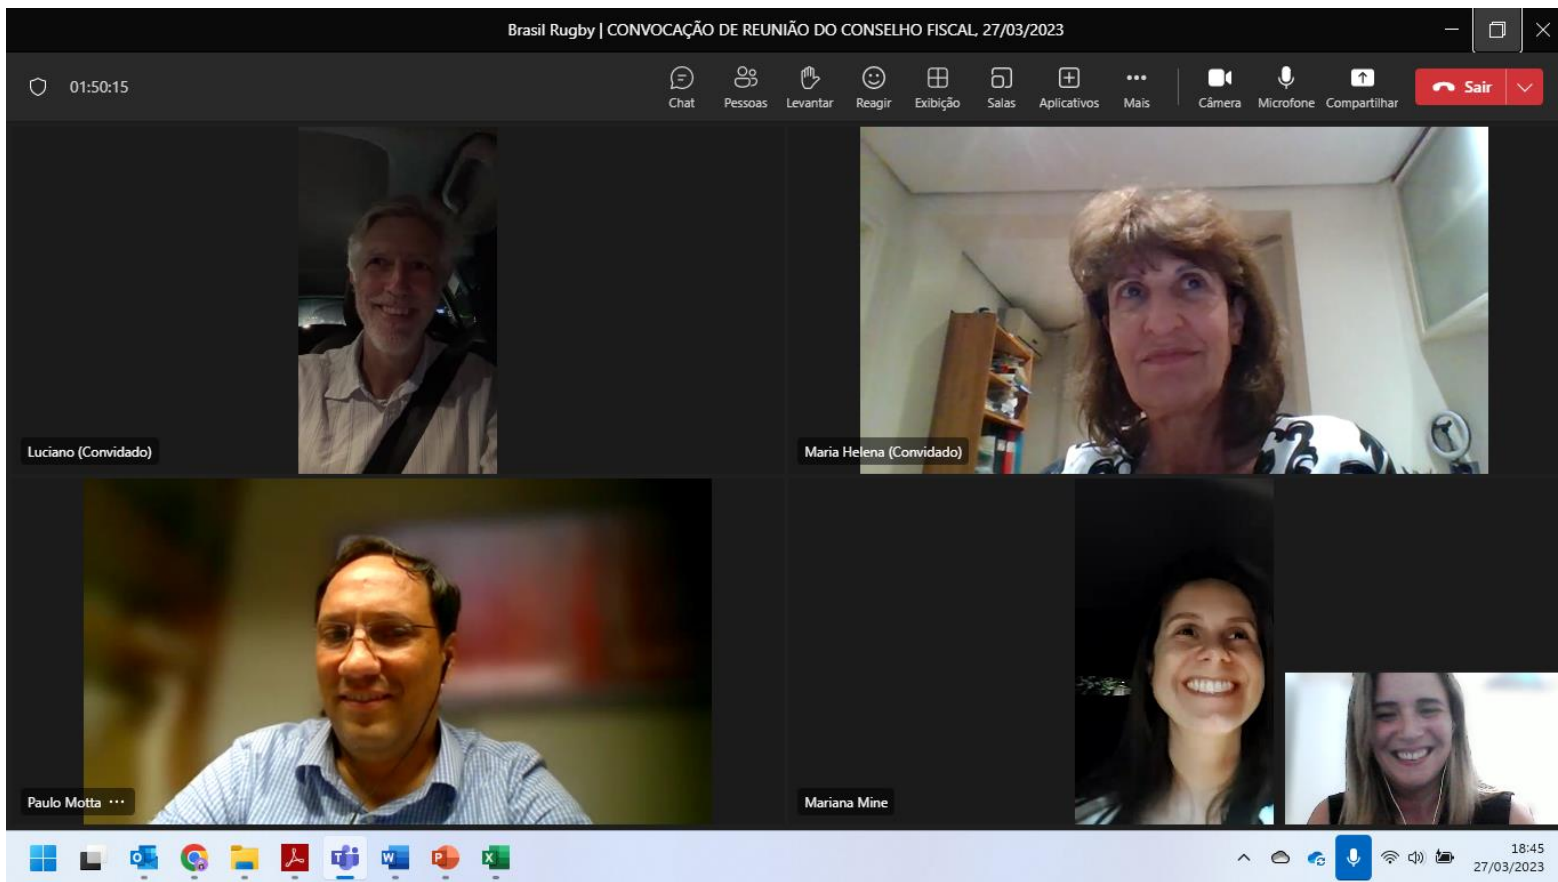 Brasil Rugby | CONVOCAÇÃO DE REUNIÃO DO CONSELHO FISCAL, 27/03/2023
01:50:15
Chat
Pessoas
Levantar
Reagir
Exibição
Salas
Aplicativos
Mais
Câmera
Microfone
Compartilhar
Sair
Luciano (Convidado)
Maria Helena (Convidado)
Paulo Motta ···
Mariana Mine
18:45
27/03/2023